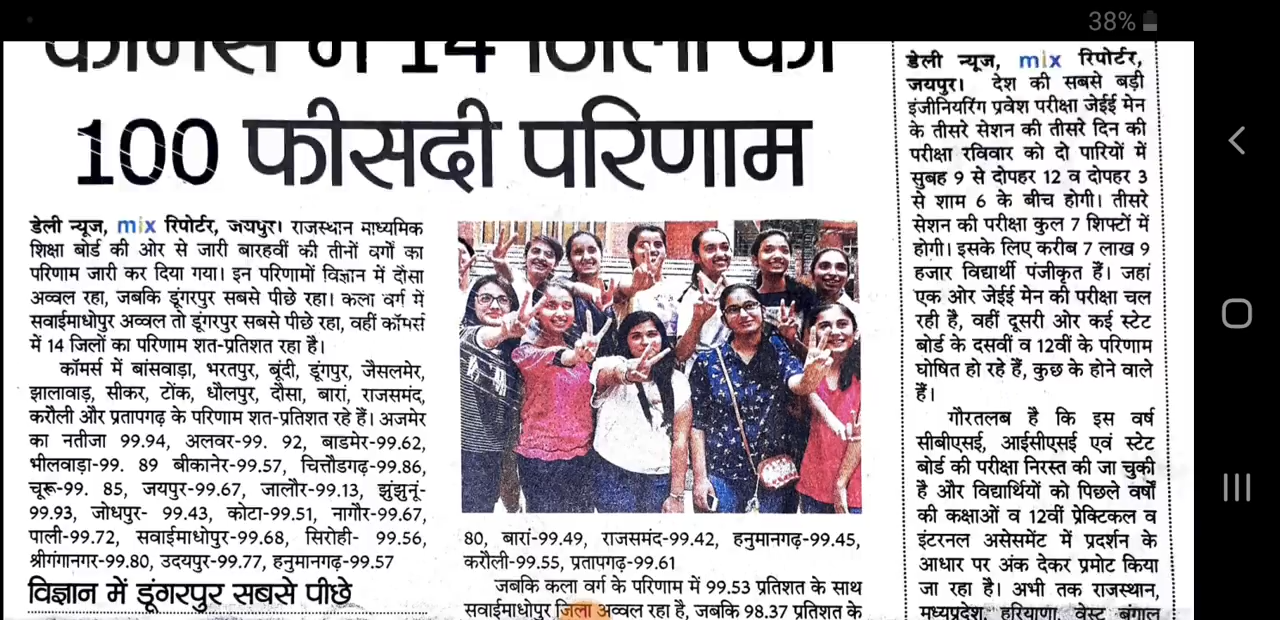 38%
कॉमर्स में 14 जिलों का
100 फीसदी परिणाम
डेली न्यूज, mix रिपोर्टर, जयपुर। राजस्थान माध्यमिक
शिक्षा बोर्ड की ओर से जारी बारहवीं की तीनों वर्गों का
परिणाम जारी कर दिया गया। इन परिणामों विज्ञान में दौसा
अव्वल रहा, जबकि डूंगरपुर सबसे पीछे रहा। कला वर्ग में
सवाईमाधोपुर अव्वल तो डूंगरपुर सबसे पीछे रहा, वहीं कॉमर्स
में 14 जिलों का परिणाम शत-प्रतिशत रहा है।
कॉमर्स में बांसवाड़ा, भरतपुर, बूंदी, डूंगपुर, जैसलमेर,
झालावाड़, सीकर, टोंक, धौलपुर, दौसा, बारां, राजसमंद,
करौली और प्रतापगढ़ के परिणाम शत-प्रतिशत रहे हैं। अजमेर
का नतीजा 99.94, अलवर-99. 92, बाडमेर-99.62,
भीलवाड़ा-99. 89 बीकानेर-99.57, चित्तौडगढ़-99.86,
चूरू-99. 85, जयपुर-99.67, जालौर-99.13, झुंझुनूं-
99.93, जोधपुर- 99.43, कोटा-99.51, नागौर-99.67,
पाली-99.72, सवाईमाधोपुर-99.68, सिरोही- 99.56,
श्रीगंगानगर-99.80, उदयपुर-99.77, हनुमानगढ़-99.57
विज्ञान में डूंगरपुर सबसे पीछे
80, बारां-99.49, राजसमंद-99.42, हनुमानगढ़-99.45,
करौली-99.55, प्रतापगढ़-99.61
जबकि कला वर्ग के परिणाम में 99.53 प्रतिशत के साथ
सवाईमाधोपुर जिला अव्वल रहा है, जबकि 98.37 प्रतिशत के
डेली न्यूज, mix रिपोर्टर,
जयपुर। देश की सबसे बड़ी
इंजीनियरिंग प्रवेश परीक्षा जेईई मेन
के तीसरे सेशन की तीसरे दिन की
परीक्षा रविवार को दो पारियों में
सुबह 9 से दोपहर 12 व दोपहर 3
से शाम 6 के बीच होगी। तीसरे
सेशन की परीक्षा कुल 7 शिफ्टों में
होगी। इसके लिए करीब 7 लाख 9
हजार विद्यार्थी पंजीकृत हैं। जहां
एक ओर जेईई मेन की परीक्षा चल
रही है, वहीं दूसरी ओर कई स्टेट
बोर्ड के दसवीं व 12वीं के परिणाम
घोषित हो रहे हैं, कुछ के होने वाले
हैं।
गौरतलब है कि इस वर्ष
सीबीएसई, आईसीएसई एवं स्टेट
बोर्ड की परीक्षा निरस्त की जा चुकी
है और विद्यार्थियों को पिछले वर्षों
की कक्षाओं व 12वीं प्रेक्टिकल व
इंटरनल असेसमेंट में प्रदर्शन के
आधार पर अंक देकर प्रमोट किया
जा रहा है। अभी तक राजस्थान,
मध्यप्रदेश, हरियाणा, वेस्ट बंगाल